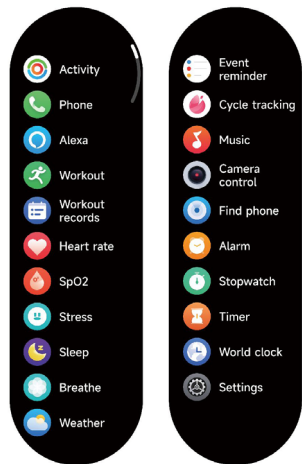 Activity
Phone
Alexa
Workout
Workout
records
Heart rate
SpO2
Stress
Sleep
Breathe
Weather
Event
reminder
Cycle tracking
Music
Camera
control
Find phone
Alarm
Stopwatch
Timer
World clock
Settings